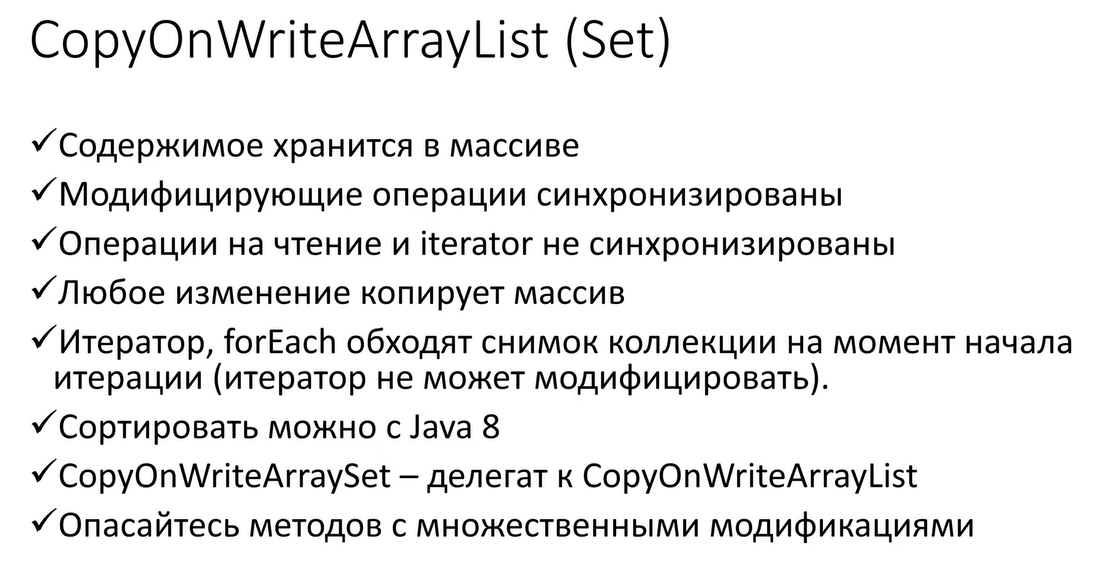 CopyOnWriteArrayList (Set)
✓Содержимое хранится в массиве
✓Модифицирующие операции синхронизированы
✓Операции на чтение и iterator не синхронизированы
✓Любое изменение копирует массив
✓Итератор, forEach обходят снимок коллекции на момент начала
итерации (итератор не может модифицировать).
✓Сортировать можно с Java 8
✓CopyOnWriteArraySet – делегат к CopyOnWriteArrayList
✓Опасайтесь методов с множественными модификациями